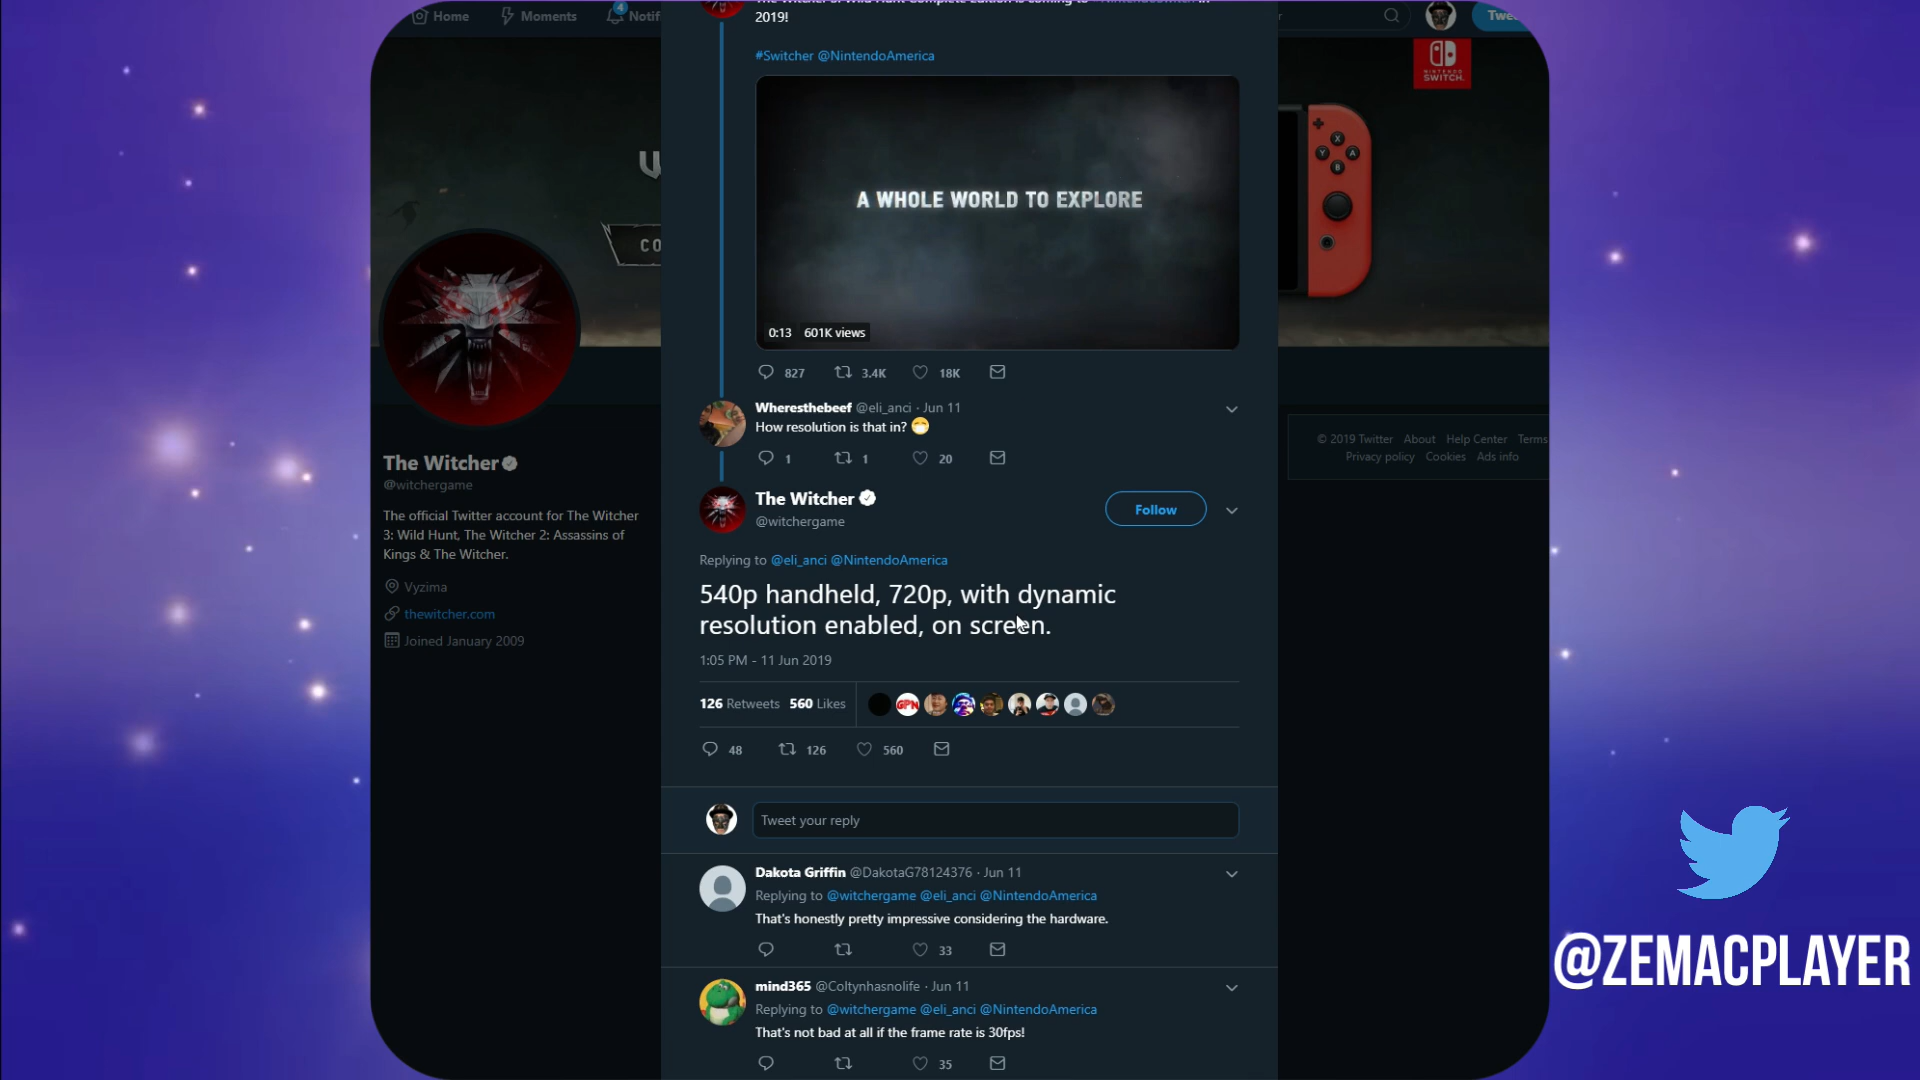 Home
Moments
4
Notif
Twe
2019!
#Switcher @NintendoAmerica
NINTENDO
SWITCH.
W
CO
X
Y
A
B
A WHOLE WORLD TO EXPLORE
0:13 601K views
827 3.4K 18K
Wheresthebeef @eli_anci · Jun 11
How resolution is that in? 😁
1 1 20
The Witcher
@witchergame
The official Twitter account for The Witcher
3: Wild Hunt, The Witcher 2: Assassins of
Kings & The Witcher.
Vyzima
thewitcher.com
Joined January 2009
The Witcher
@witchergame
Follow
Replying to @eli_anci @NintendoAmerica
540p handheld, 720p, with dynamic
resolution enabled, on screen.
1:05 PM - 11 Jun 2019
126 Retweets 560 Likes
GPN
48 126 560
Tweet your reply
Dakota Griffin @DakotaG78124376 · Jun 11
Replying to @witchergame @eli_anci @NintendoAmerica
That's honestly pretty impressive considering the hardware.
33
mind365 @Coltynhasnolife · Jun 11
Replying to @witchergame @eli_anci @NintendoAmerica
That's not bad at all if the frame rate is 30fps!
35
© 2019 Twitter About Help Center Terms
Privacy policy Cookies Ads info
@ZEMACPLAYER